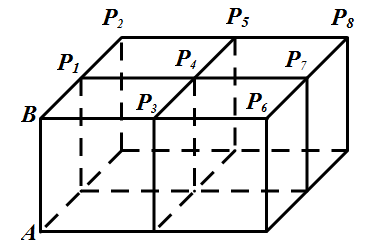 P₂ P₅ P₈
P₁ P₄ P₇
B P₃ P₆
A